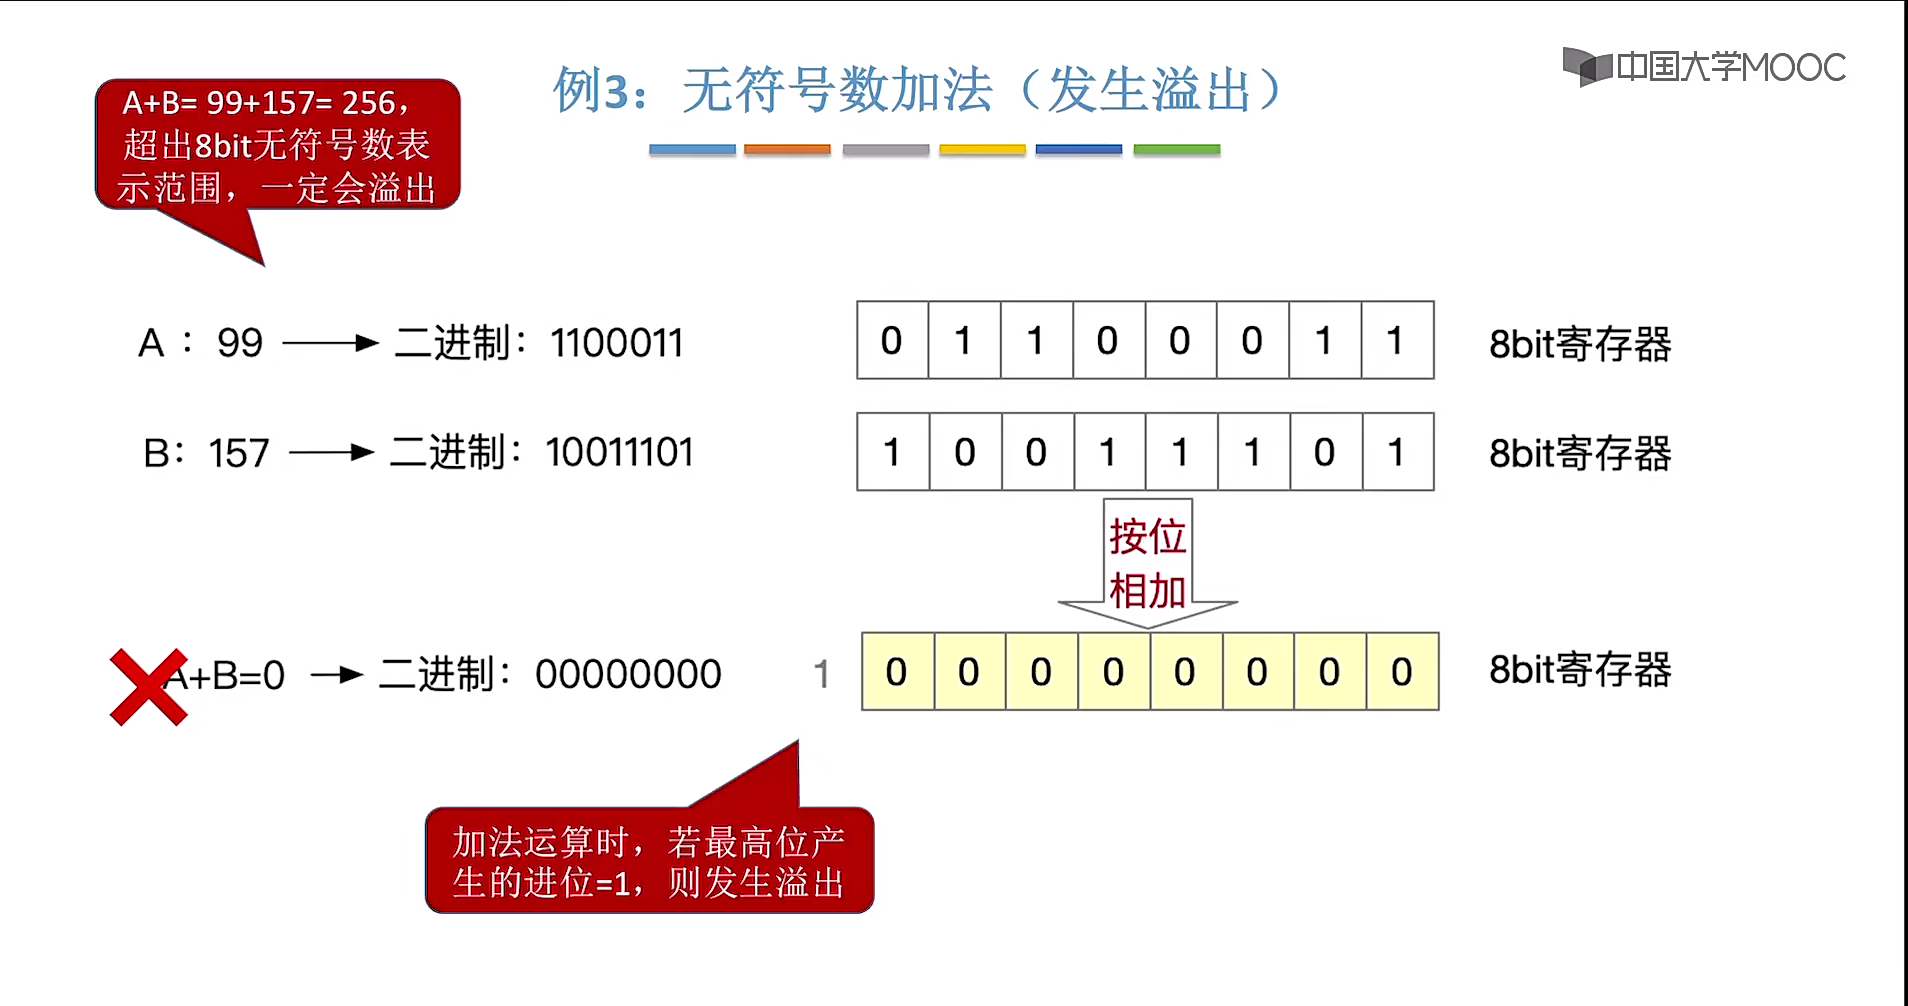 例3：无符号数加法（发生溢出）
中国大学MOOC
A+B= 99+157= 256，
超出8bit无符号数表
示范围，一定会溢出
A ：99 → 二进制：1100011
0 1 1 0 0 0 1 1
8bit寄存器
B：157 → 二进制：10011101
1 0 0 1 1 1 0 1
8bit寄存器
按位
相加
A+B=0 → 二进制：00000000
1 0 0 0 0 0 0 0 0
8bit寄存器
加法运算时，若最高位产
生的进位=1，则发生溢出